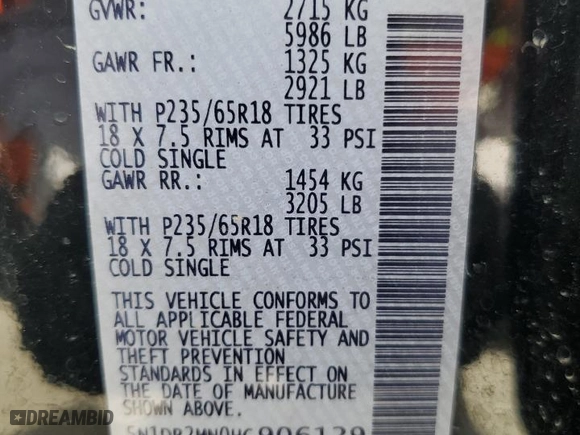 GVWR: 2715 KG
5986 LB
GAWR FR.: 1325 KG
2921 LB
WITH P235/65R18 TIRES
18 X 7.5 RIMS AT 33 PSI
COLD SINGLE
GAWR RR.: 1454 KG
3205 LB
WITH P235/65R18 TIRES
18 X 7.5 RIMS AT 33 PSI
COLD SINGLE
THIS VEHICLE CONFORMS TO
ALL APPLICABLE FEDERAL
MOTOR VEHICLE SAFETY AND
THEFT PREVENTION
STANDARDS IN EFFECT ON
THE DATE OF MANUFACTURE
SHOWN ABOVE.
DREAMBID